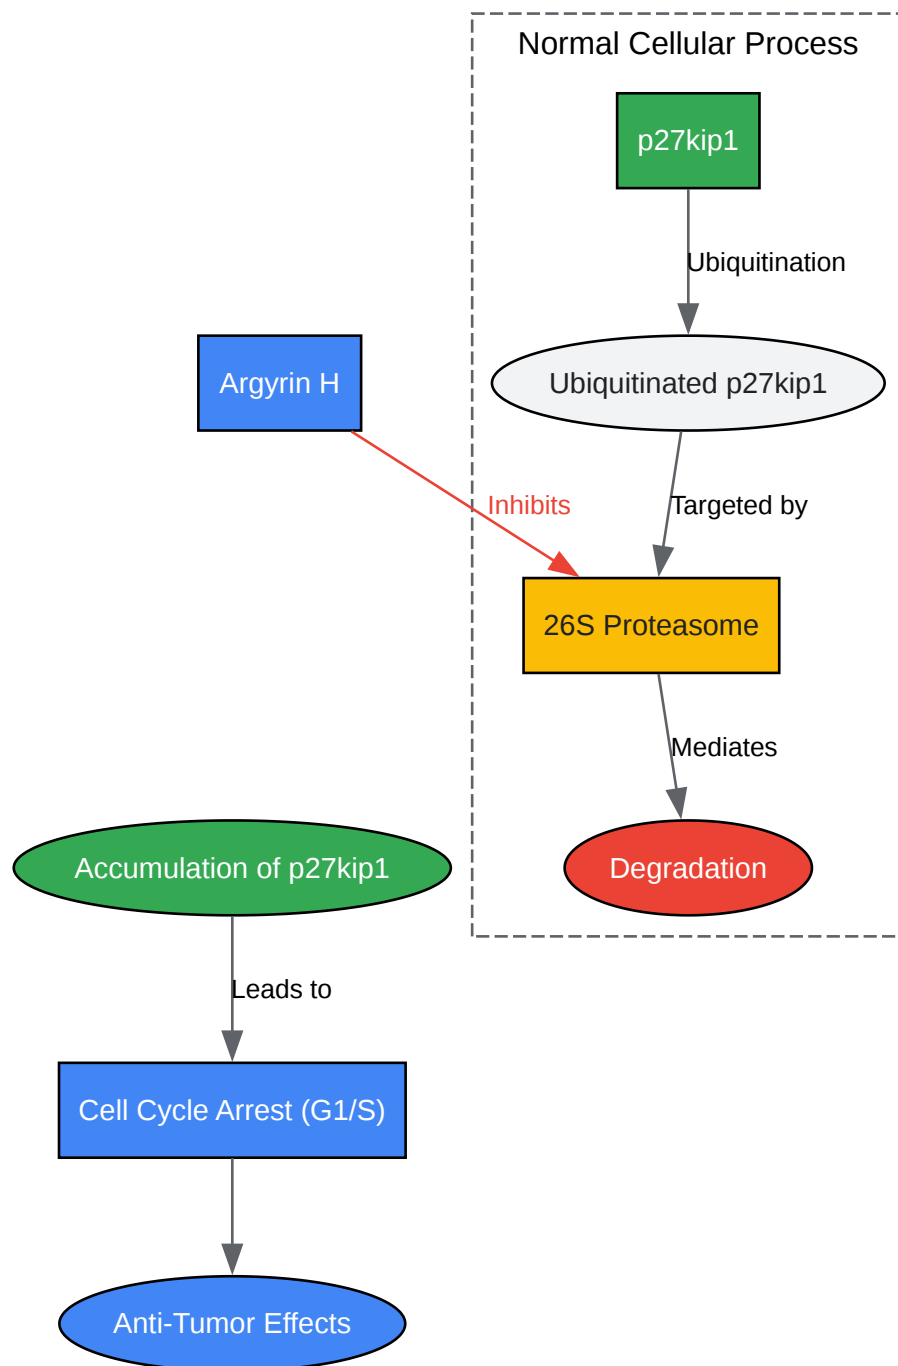 Normal Cellular Process
p27kip1
Ubiquitination
Argyrin H
Ubiquitinated p27kip1
Inhibits
Targeted by
26S Proteasome
Mediates
Accumulation of p27kip1
Degradation
Leads to
Cell Cycle Arrest (G1/S)
Anti-Tumor Effects